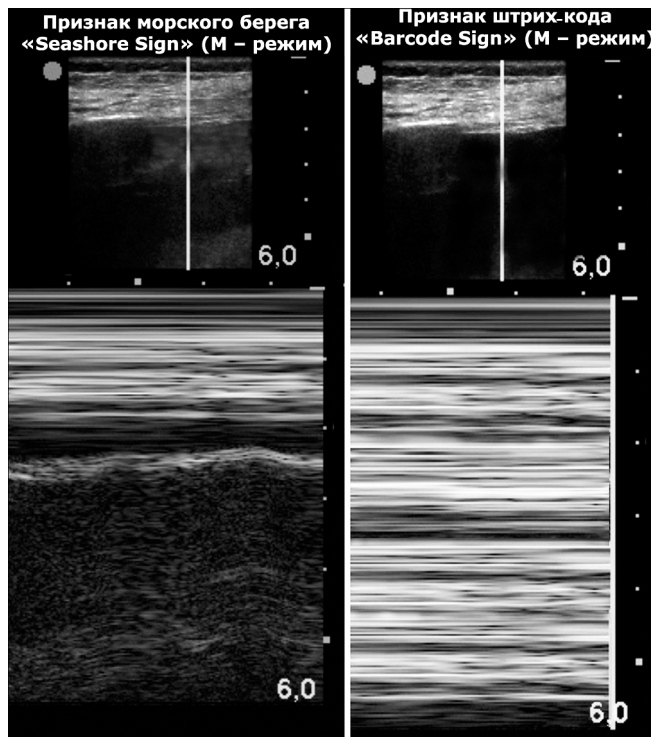 Признак морского берега
«Seashore Sign» (М – режим)
6,0
6,0
Признак штрих-кода
«Barcode Sign» (М – режим)
6,0
6,0